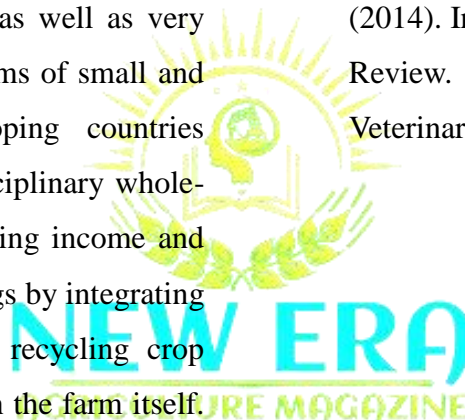 as well as very
ms of small and
oping countries
ciplinary whole-
ing income and
gs by integrating
recycling crop
the farm itself.
(2014). In
Review.
Veterinar
NEW ERA
URE MAGAZINE